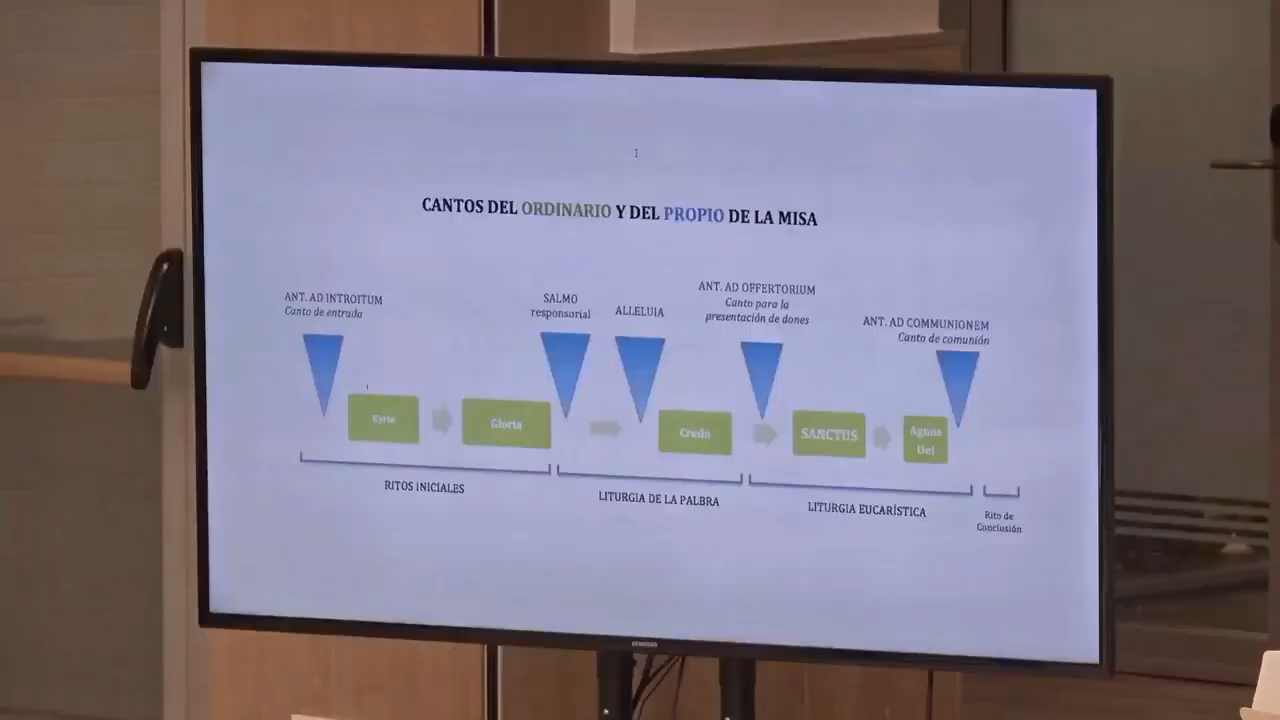 CANTOS DEL ORDINARIO Y DEL PROPIO DE LA MISA
ANT. AD INTROITUM
Canto de entrada
SALMO
responsorial
ALLELUIA
ANT. AD OFFERTORIUM
Canto para la
presentación de dones
ANT. AD COMMUNIONEM
Canto de comunión
Kyrie
Gloria
Credo
SANCTUS
Agnus
Dei
RITOS INICIALES
LITURGIA DE LA PALBRA
LITURGIA EUCARÍSTICA
Rito de
Conclusión
SAMSUNG